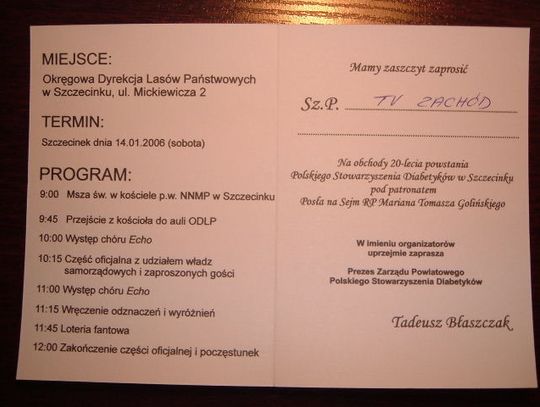 MIEJSCE:
Okręgowa Dyrekcja Lasów Państwowych
w Szczecinku, ul. Mickiewicza 2
TERMIN:
Szczecinek dnia 14.01.2006 (sobota)
PROGRAM:
9:00 Msza św. w kościele p.w. NNMP w Szczecinku
9:45 Przejście z kościoła do auli ODLP
10:00 Występ chóru Echo
10:15 Część oficjalna z udziałem władz
samorządowych i zaproszonych gości
11:00 Występ chóru Echo
11:15 Wręczenie odznaczeń i wyróżnień
11:45 Loteria fantowa
12:00 Zakończenie części oficjalnej i poczęstunek
Mamy zaszczyt zaprosić
Sz.P. TV ZACHÓD
Na obchody 20-lecia powstania
Polskiego Stowarzyszenia Diabetyków w Szczecinku
pod patronatem
Posła na Sejm RP Mariana Tomasza Golińskiego
W imieniu organizatorów
uprzejmie zaprasza
Prezes Zarządu Powiatowego
Polskiego Stowarzyszenia Diabetyków
Tadeusz Błaszczak